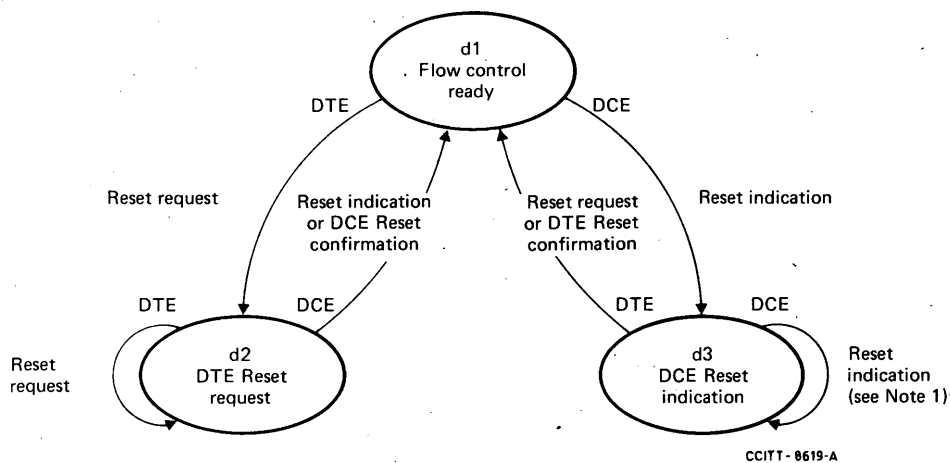 d1
Flow control
ready
DTE
DCE
Reset request
Reset indication
or DCE Reset
confirmation
Reset request
or DTE Reset
confirmation
Reset indication
DTE
DCE
DTE
DCE
Reset
request
d2
DTE Reset
request
d3
DCE Reset
indication
Reset
indication
(see Note 1)
CCITT - 8619-A